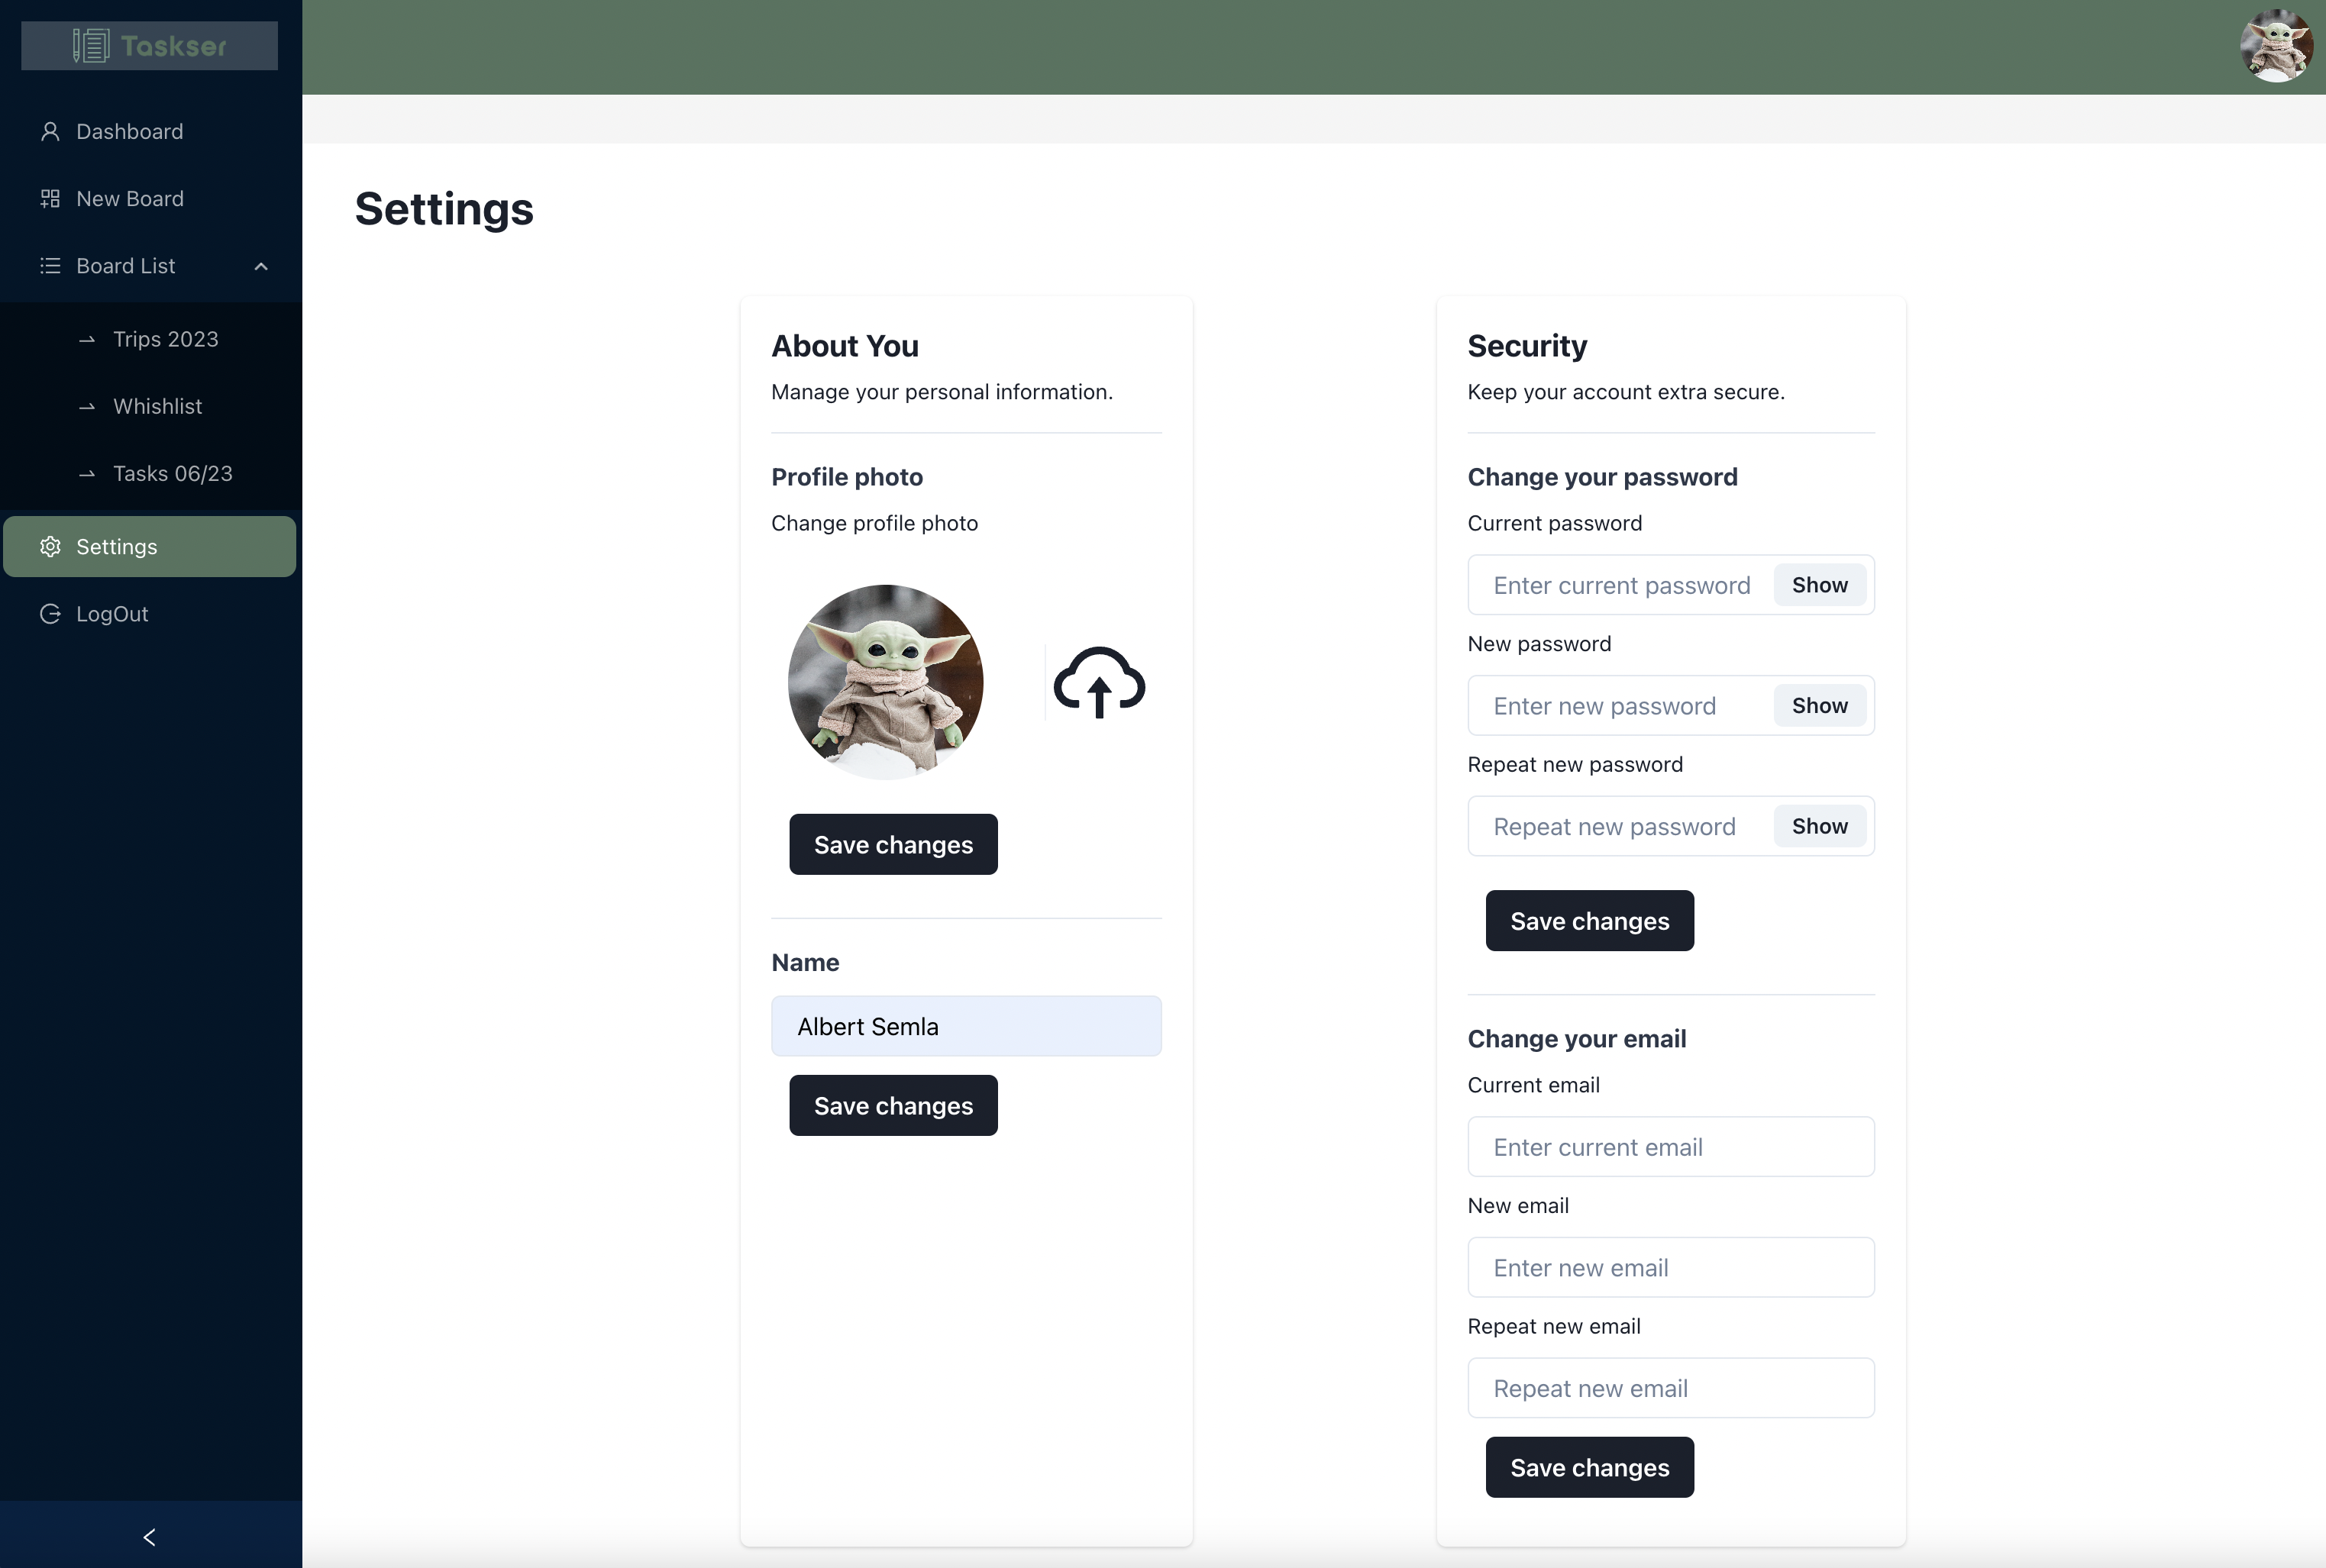 Taskser
Dashboard
New Board
Board List
Trips 2023
Whishlist
Tasks 06/23
Settings
LogOut
Settings
About You
Manage your personal information.
Profile photo
Change profile photo
Save changes
Name
Albert Semla
Save changes
Security
Keep your account extra secure.
Change your password
Current password
Enter current password Show
New password
Enter new password Show
Repeat new password
Repeat new password Show
Save changes
Change your email
Current email
Enter current email
New email
Enter new email
Repeat new email
Repeat new email
Save changes